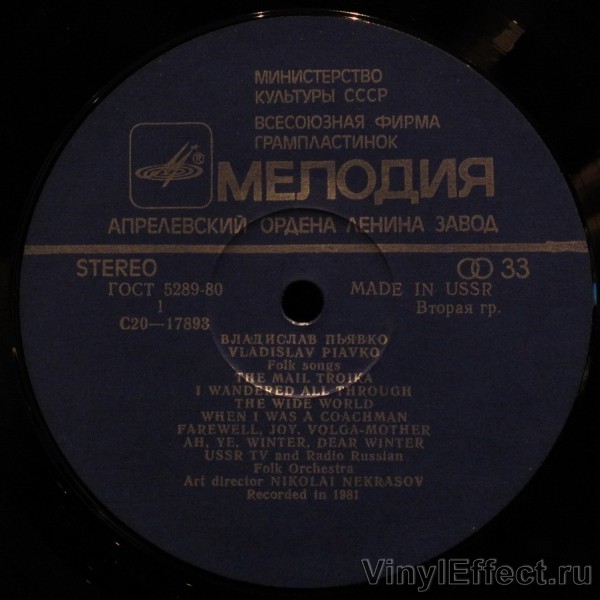 МИНИСТЕРСТВО
КУЛЬТУРЫ СССР
ВСЕСОЮЗНАЯ ФИРМА
ГРАМПЛАСТИНОК
®
МЕЛОДИЯ
АПРЕЛЕВСКИЙ ОРДЕНА ЛЕНИНА ЗАВОД
STEREO 33
ГОСТ 5289-80 MADE IN USSR
1 Вторая гр.
С20—17893
ВЛАДИСЛАВ ПЬЯВКО
VLADISLAV PIAVKO
Folk songs
THE MAIL TROIKA
I WANDERED ALL THROUGH
THE WIDE WORLD
WHEN I WAS A COACHMAN
FAREWELL, JOY, VOLGA-MOTHER
AH, YE, WINTER, DEAR WINTER
USSR TV and Radio Russian
Folk Orchestra
Art director NIKOLAI NEKRASOV
Recorded in 1981
VinylEffect.ru